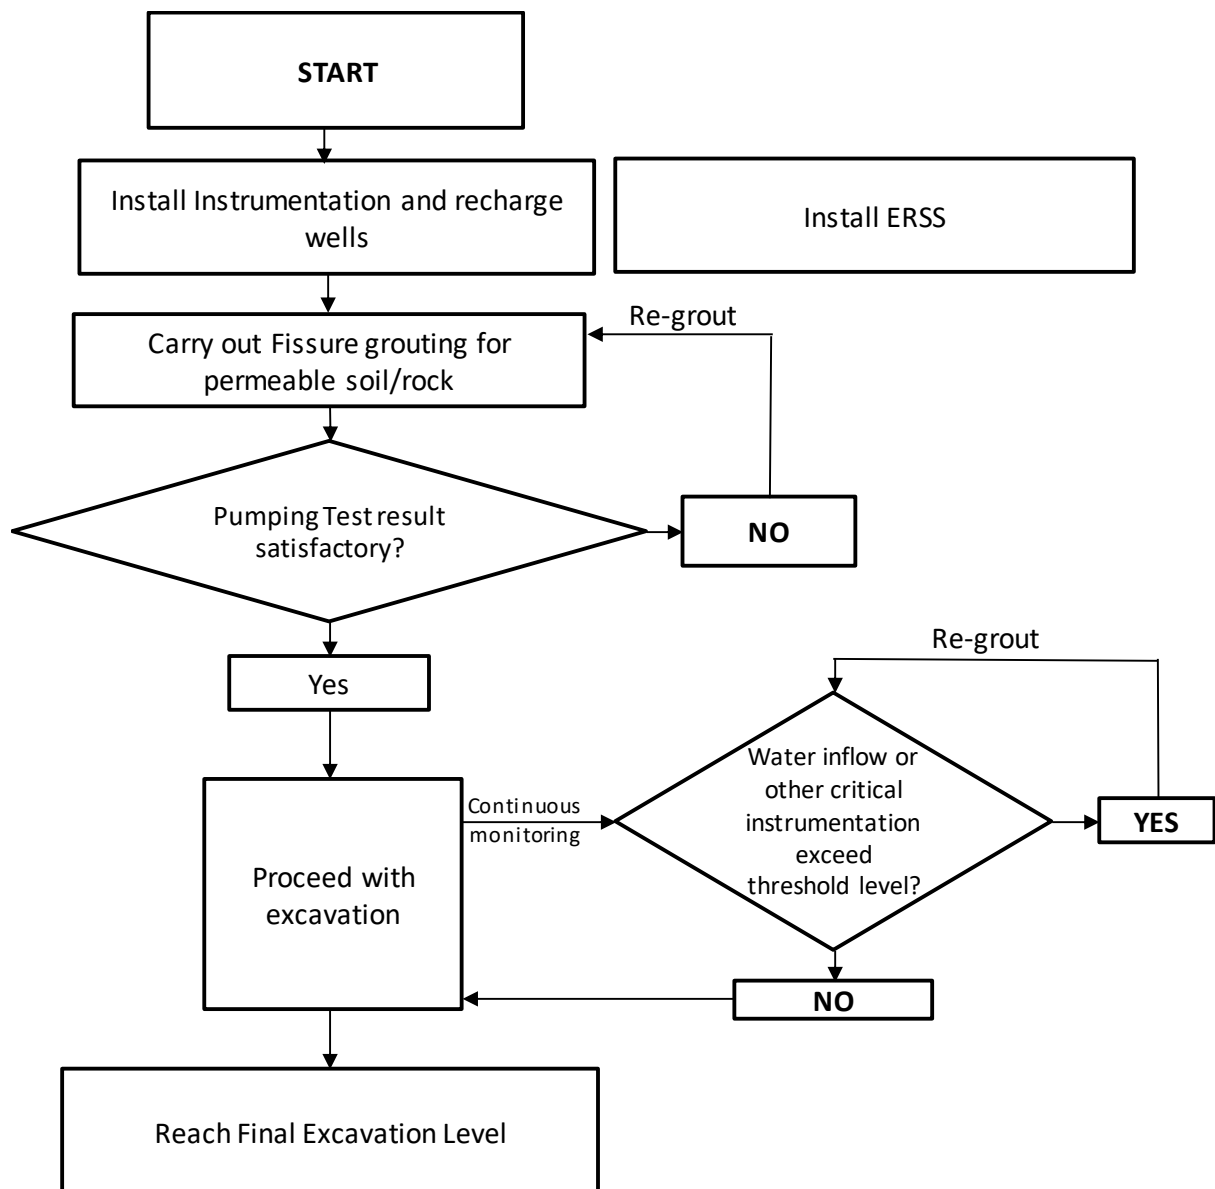 START
Install Instrumentation and recharge
wells
Install ERSS
Re-grout
Carry out Fissure grouting for
permeable soil/rock
Pumping Test result
satisfactory?
NO
Yes
Re-grout
Water inflow or
other critical
instrumentation
exceed
threshold level?
YES
Continuous
monitoring
Proceed with
excavation
NO
Reach Final Excavation Level